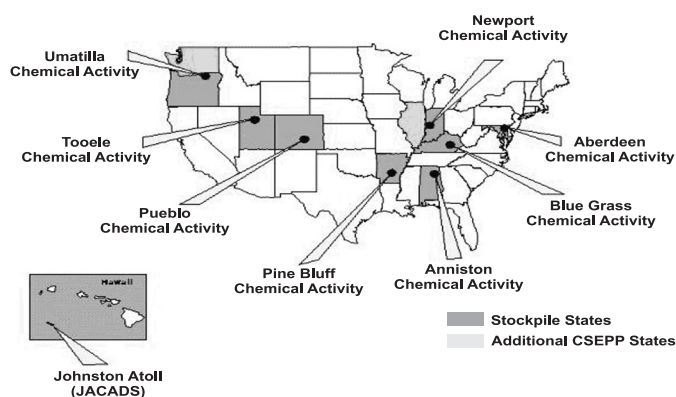 Newport
Chemical Activity
Umatilla
Chemical Activity
Tooele
Chemical Activity
Aberdeen
Chemical Activity
Pueblo
Chemical Activity
Blue Grass
Chemical Activity
Pine Bluff
Chemical Activity
Anniston
Chemical Activity
Hawaii
Stockpile States
Additional CSEPP States
Johnston Atoll
(JACADS)